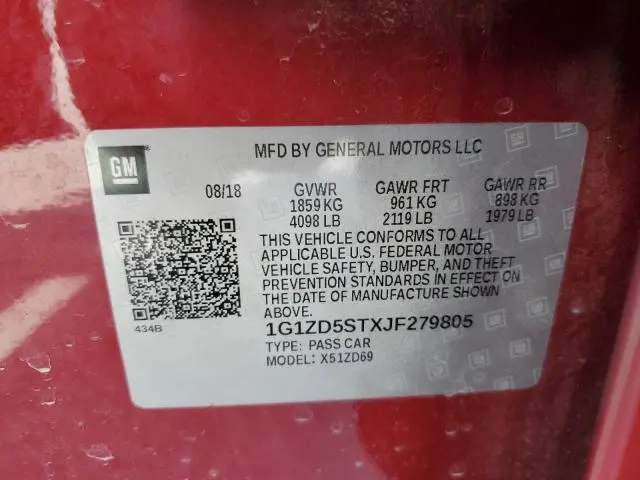 GM
MFD BY GENERAL MOTORS LLC
08/18 GVWR GAWR FRT GAWR RR
1859 KG 961 KG 898 KG
4098 LB 2119 LB 1979 LB
THIS VEHICLE CONFORMS TO ALL
APPLICABLE U.S. FEDERAL MOTOR
VEHICLE SAFETY, BUMPER, AND THEFT
PREVENTION STANDARDS IN EFFECT ON
THE DATE OF MANUFACTURE SHOWN
ABOVE.
434B
1G1ZD5STXJF279805
TYPE: PASS CAR
MODEL: X51ZD69